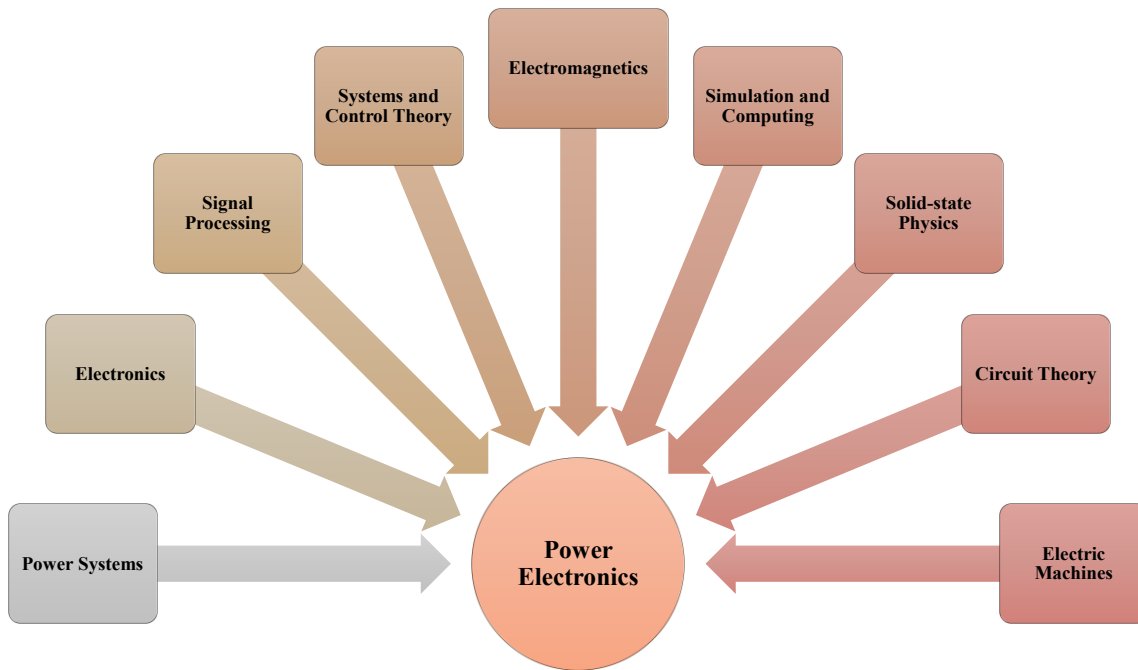 Electromagnetics
Systems and
Control Theory
Simulation and
Computing
Signal
Processing
Solid-state
Physics
Electronics
Circuit Theory
Power Systems
Power
Electronics
Electric
Machines